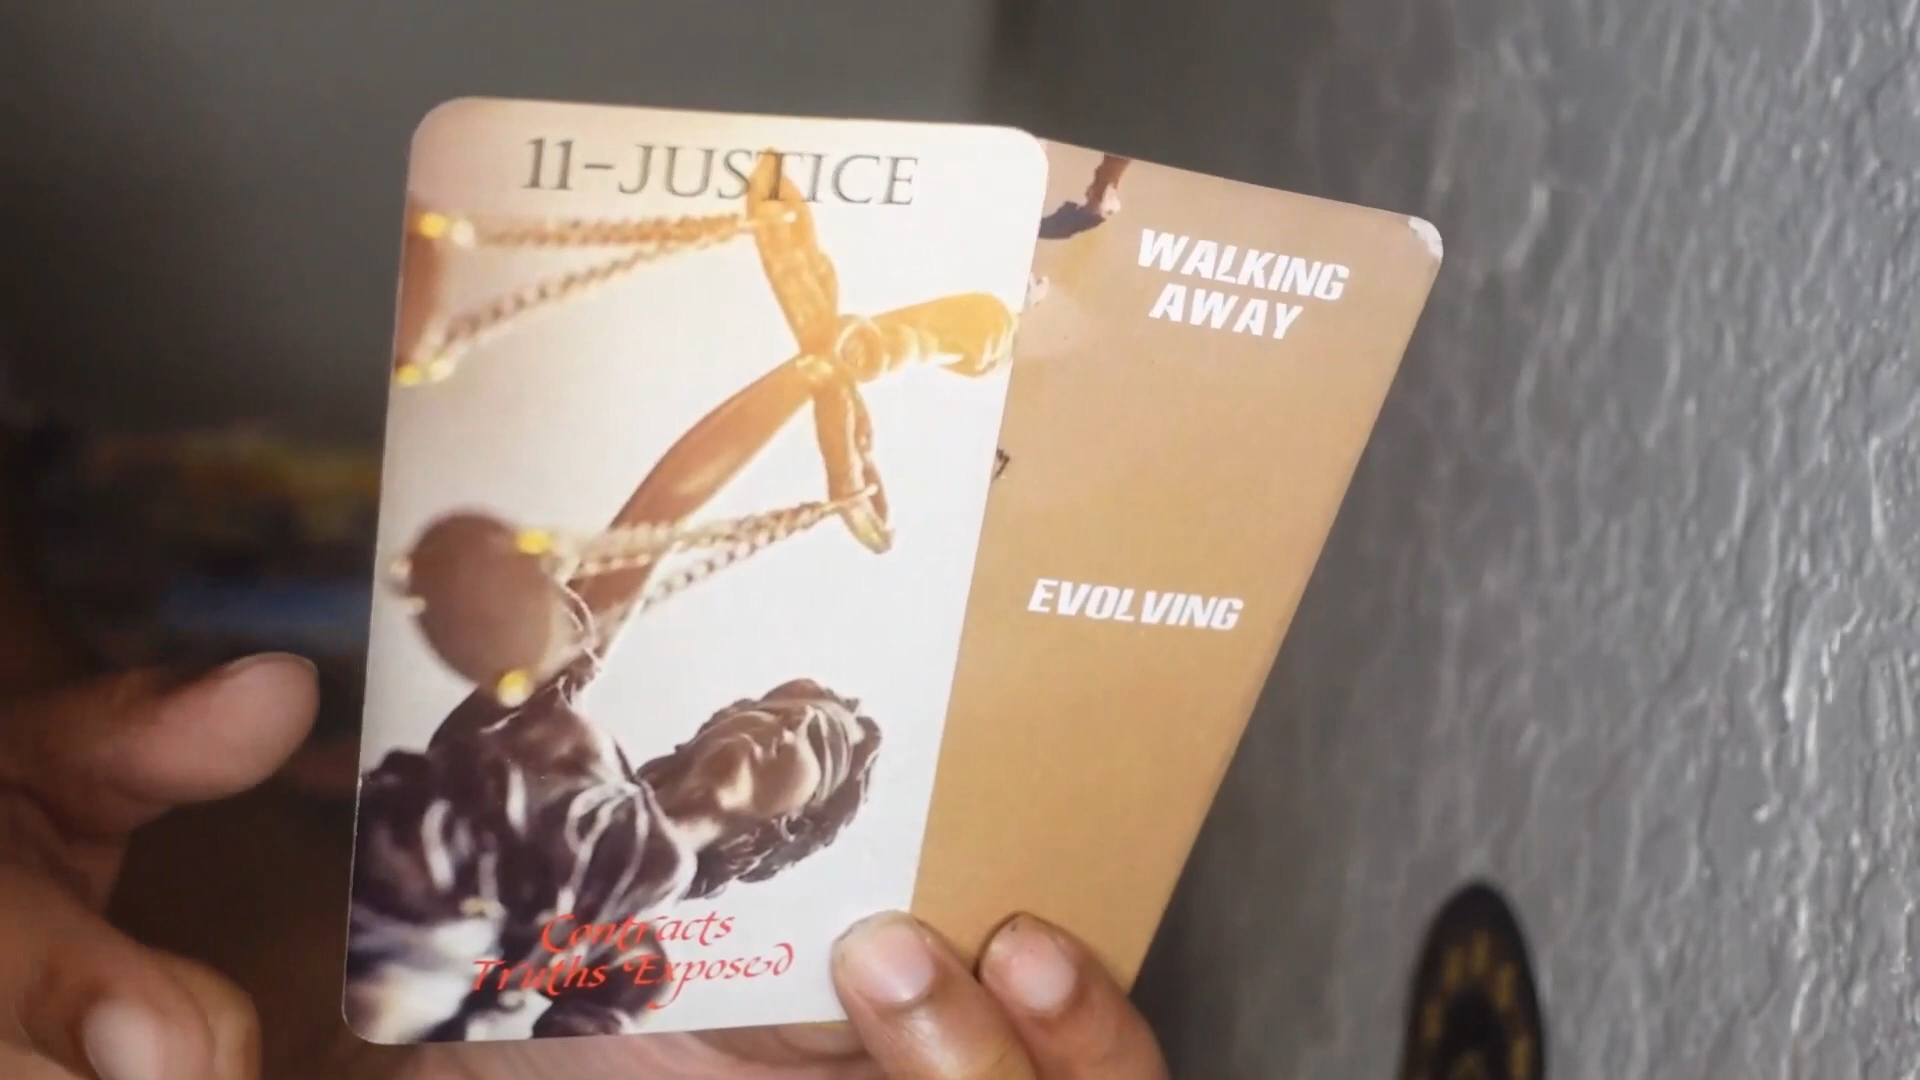 11-JUSTICE
Contracts
Truths Exposed
WALKING
AWAY
EVOLVING